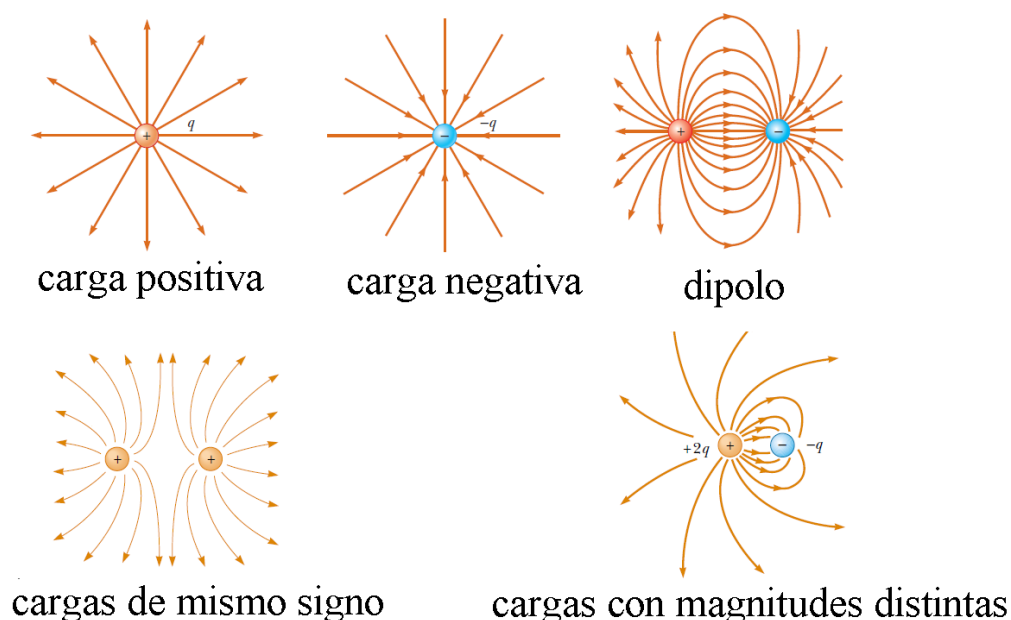 + q
− −q
+ −
carga positiva
carga negativa
dipolo
+ +
+2q + − −q
cargas de mismo signo
cargas con magnitudes distintas